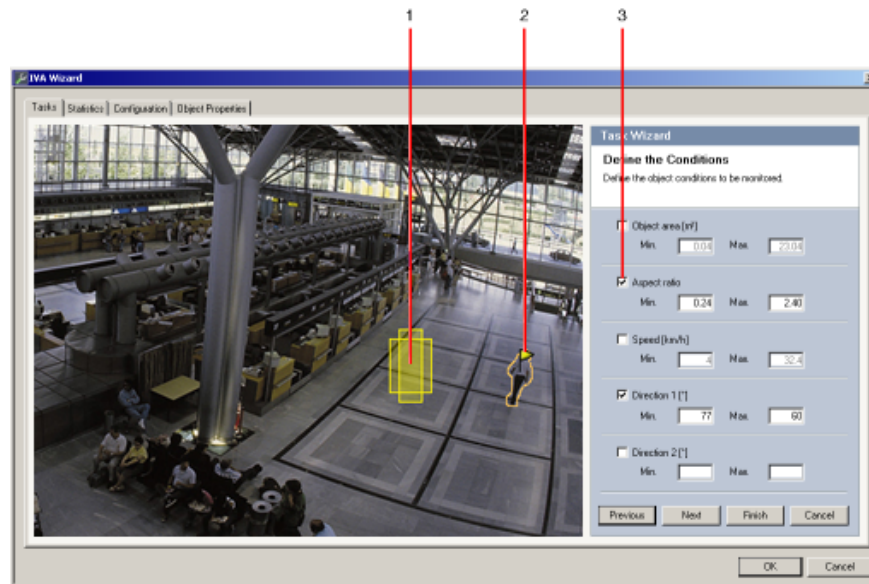 1 2 3
IVA Wizard
Tasks Statistics Configuration Object Properties
Task Wizard
Define the Conditions
Define the object conditions to be monitored.
Object area [m²]
Min. 0.04 Max. 23.04
Aspect ratio
Min. 0.24 Max. 2.40
Speed [km/h]
Min. 4 Max. 32.4
Direction 1 [°]
Min. 77 Max. 60
Direction 2 [°]
Min. Max.
Previous Next Finish Cancel
OK Cancel